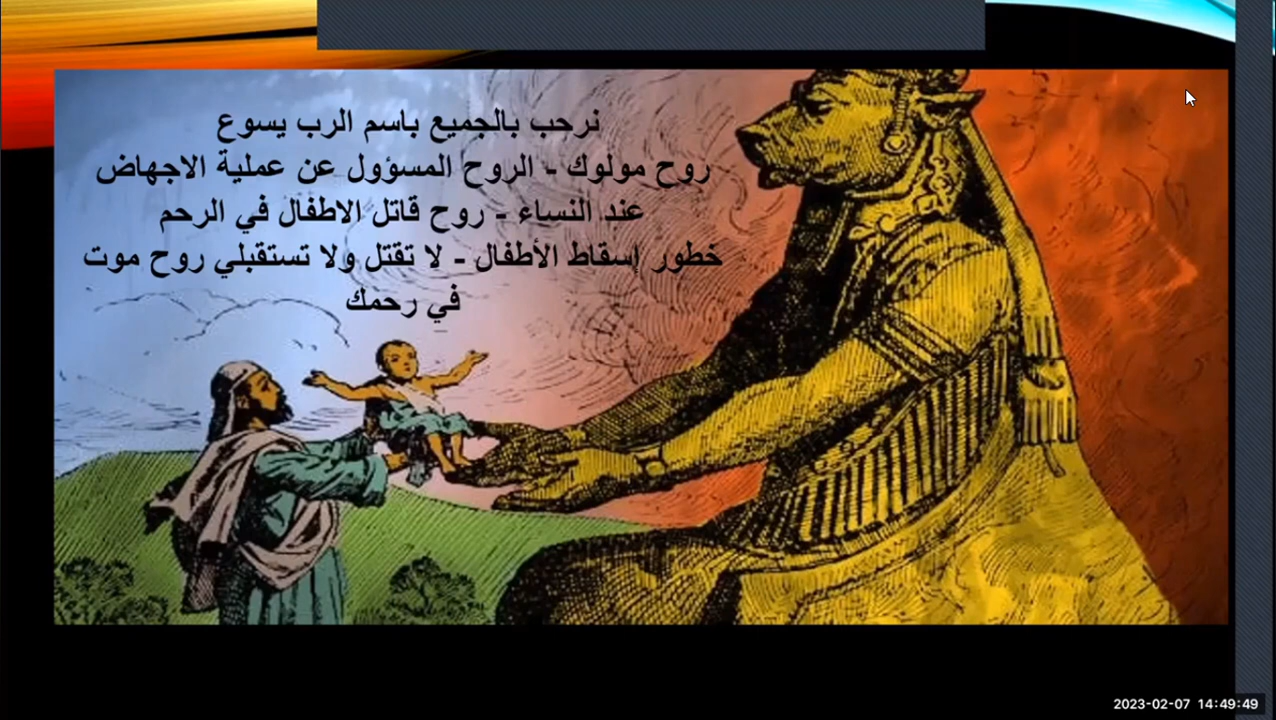 نرحب بالجميع باسم الرب يسوع
روح مولوك - الروح المسؤول عن عملية الاجهاض
عند النساء - روح قاتل الاطفال في الرحم
خطور إسقاط الأطفال - لا تقتل ولا تستقبلي روح موت
في رحمك
2023-02-07 14:49:49